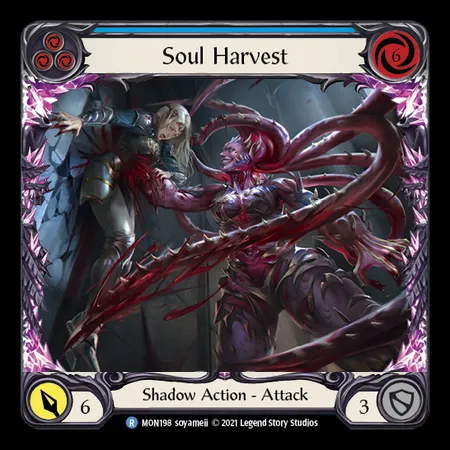 Soul Harvest
6
6
Shadow Action - Attack
3
R MON198 soyameii © 2021 Legend Story Studios